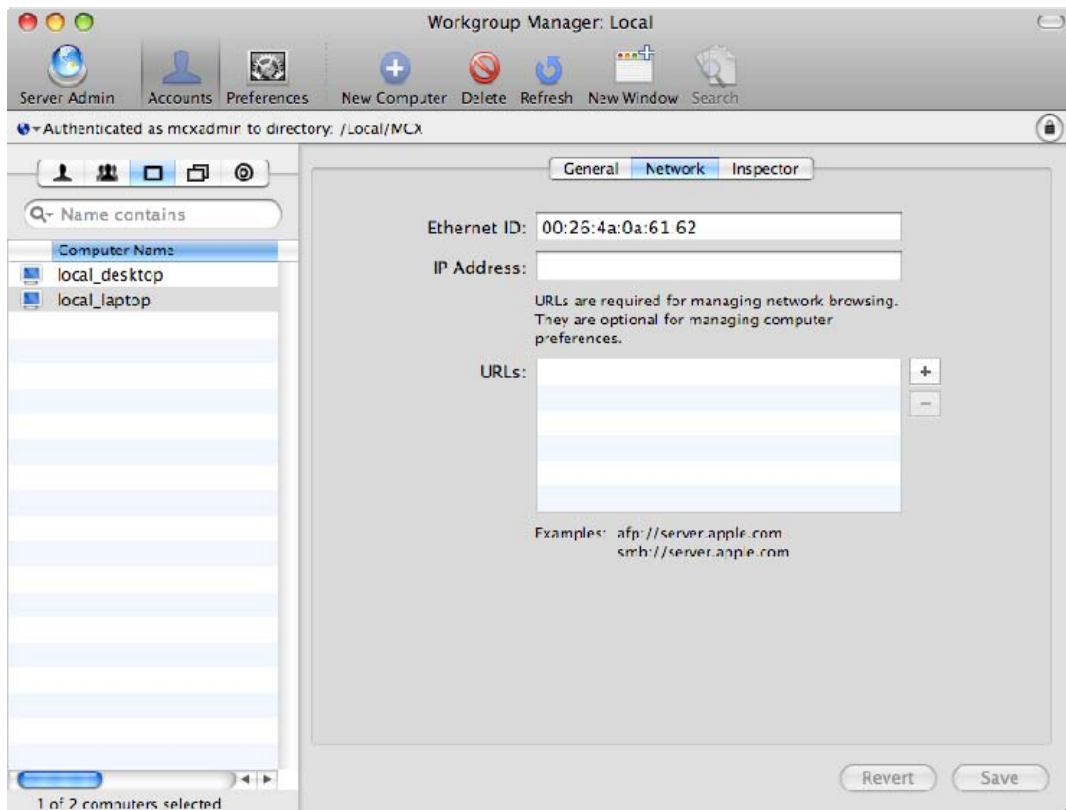 Workgroup Manager: Local
Server Admin Accounts Preferences New Computer Delete Refresh New Window Search
Authenticated as mcxadmin to directory: /Local/MCX
General Network Inspector
Name contains
Computer Name
local_desktop
local_laptop
Ethernet ID: 00:26:4a:0a:61:62
IP Address:
URLs are required for managing network browsing.
They are optional for managing computer
preferences.
URLs:
Examples: afp://server.apple.com
smb://server.apple.com
Revert Save
1 of 2 computers selected